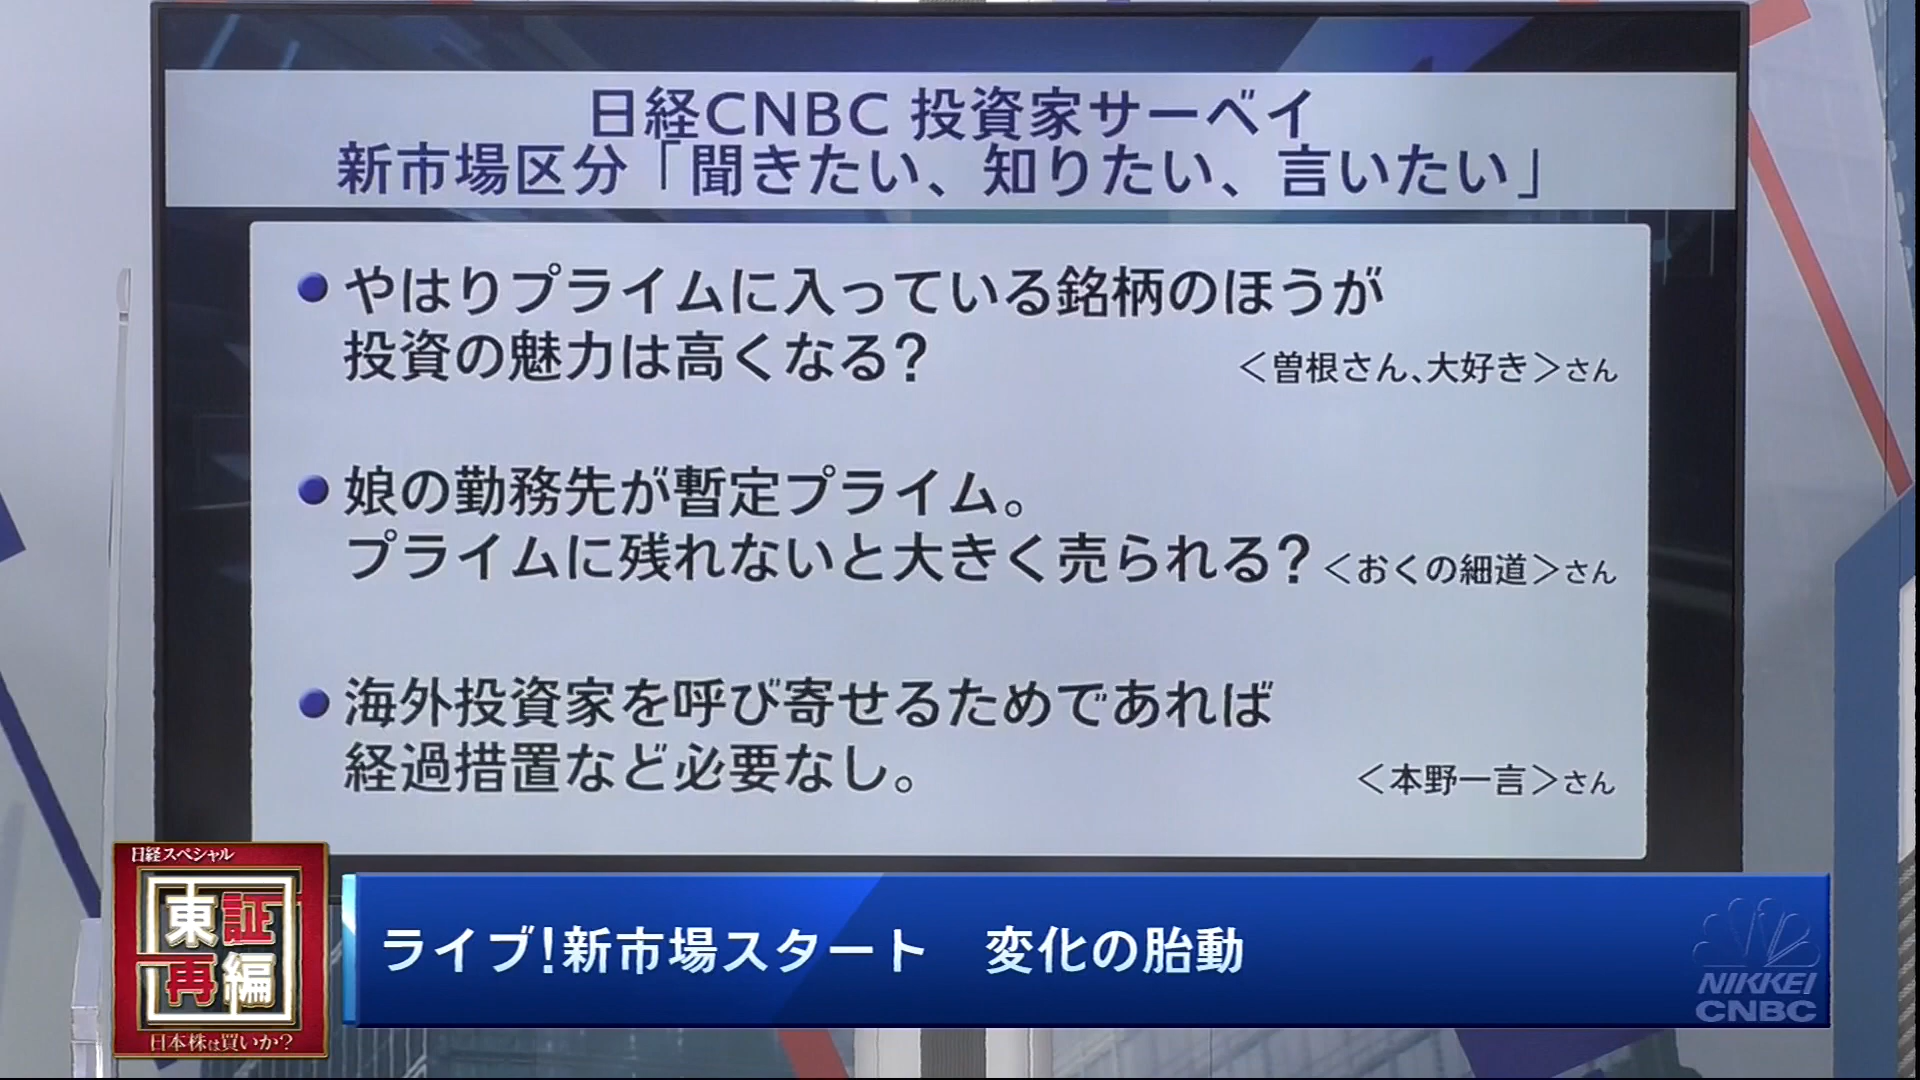 日経CNBC 投資家サーベイ
新市場区分「聞きたい、知りたい、言いたい」
●やはりプライムに入っている銘柄のほうが
投資の魅力は高くなる?
＜曽根さん、大好き＞さん
●娘の勤務先が暫定プライム。
プライムに残れないと大きく売られる?
＜おくの細道＞さん
●海外投資家を呼び寄せるためであれば
経過措置など必要なし。
＜本野一言＞さん
日経スペシャル
東証
再編
日本株は買いか?
ライブ!新市場スタート　変化の胎動
NIKKEI
CNBC